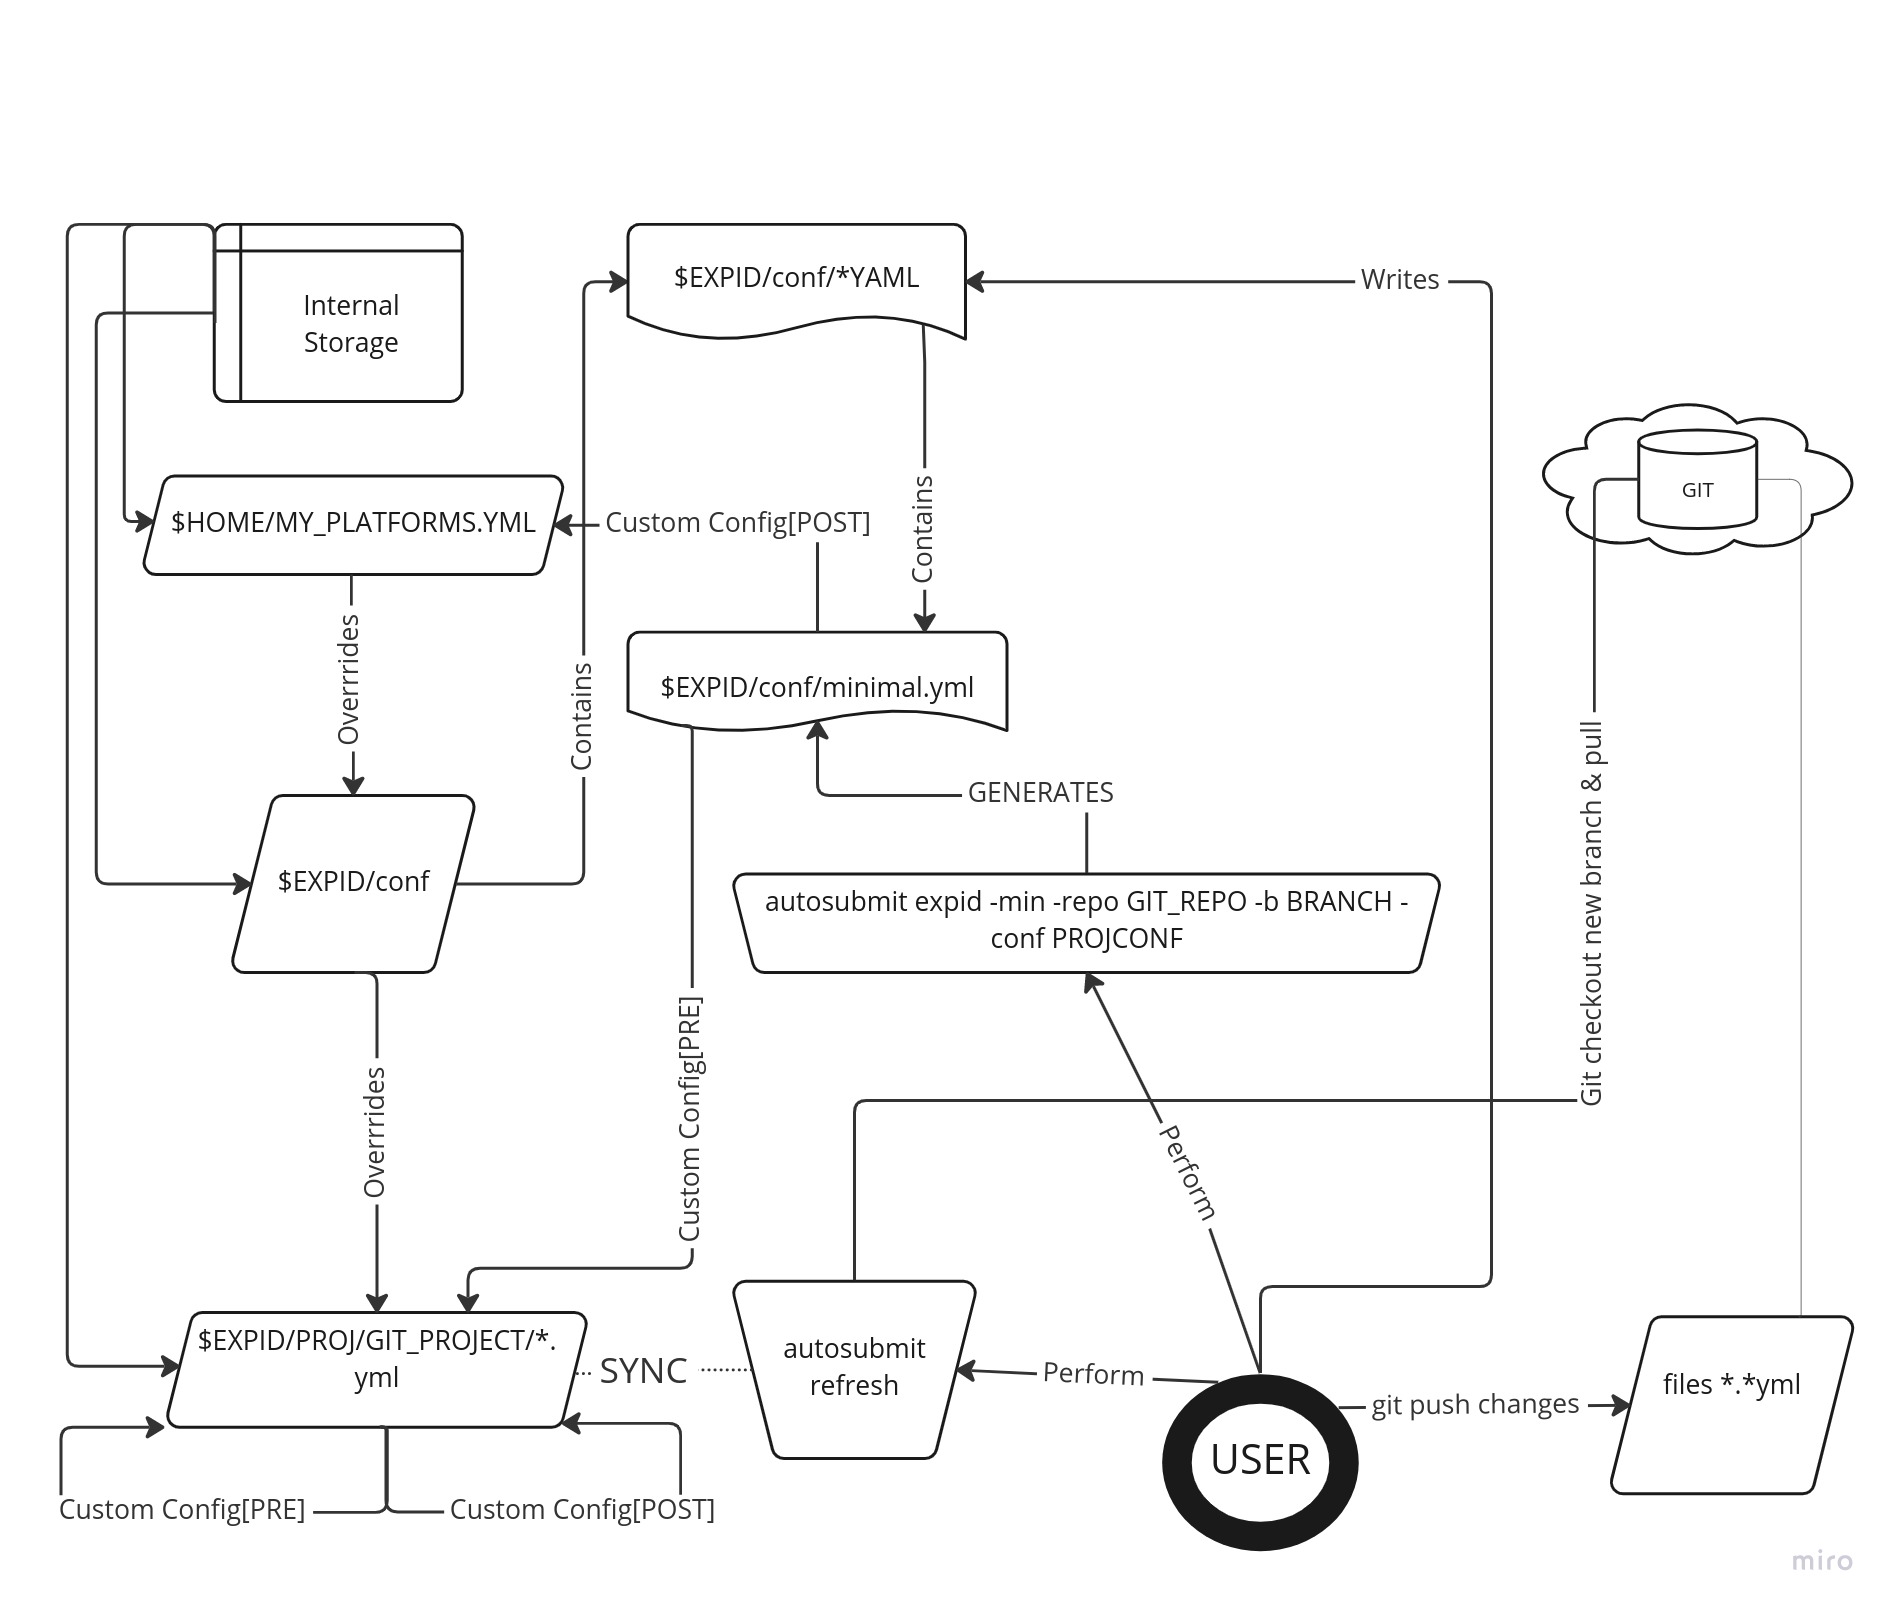 Internal
Storage
$EXPID/conf/*YAML
Writes
GIT
$HOME/MY_PLATFORMS.YML
Custom Config[POST]
Contains
Overrrides
Contains
$EXPID/conf/minimal.yml
GENERATES
Git checkout new branch & pull
$EXPID/conf
autosubmit expid -min -repo GIT_REPO -b BRANCH -
conf PROJCONF
Overrrides
Custom Config[PRE]
Perform
$EXPID/PROJ/GIT_PROJECT/*.
yml
SYNC
autosubmit
refresh
Perform
git push changes
files *.*yml
USER
Custom Config[PRE]
Custom Config[POST]
miro